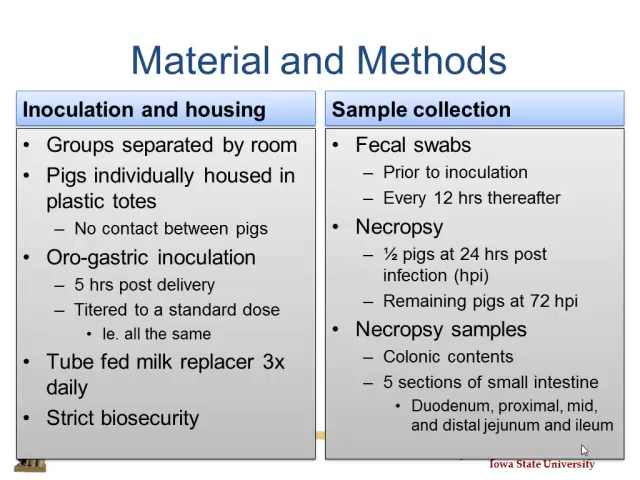 Material and Methods
Inoculation and housing
• Groups separated by room
• Pigs individually housed in
plastic totes
– No contact between pigs
• Oro-gastric inoculation
– 5 hrs post delivery
– Titered to a standard dose
• Ie. all the same
• Tube fed milk replacer 3x
daily
• Strict biosecurity
Sample collection
• Fecal swabs
– Prior to inoculation
– Every 12 hrs thereafter
• Necropsy
– ½ pigs at 24 hrs post
infection (hpi)
– Remaining pigs at 72 hpi
• Necropsy samples
– Colonic contents
– 5 sections of small intestine
• Duodenum, proximal, mid,
and distal jejunum and ileum
Iowa State University